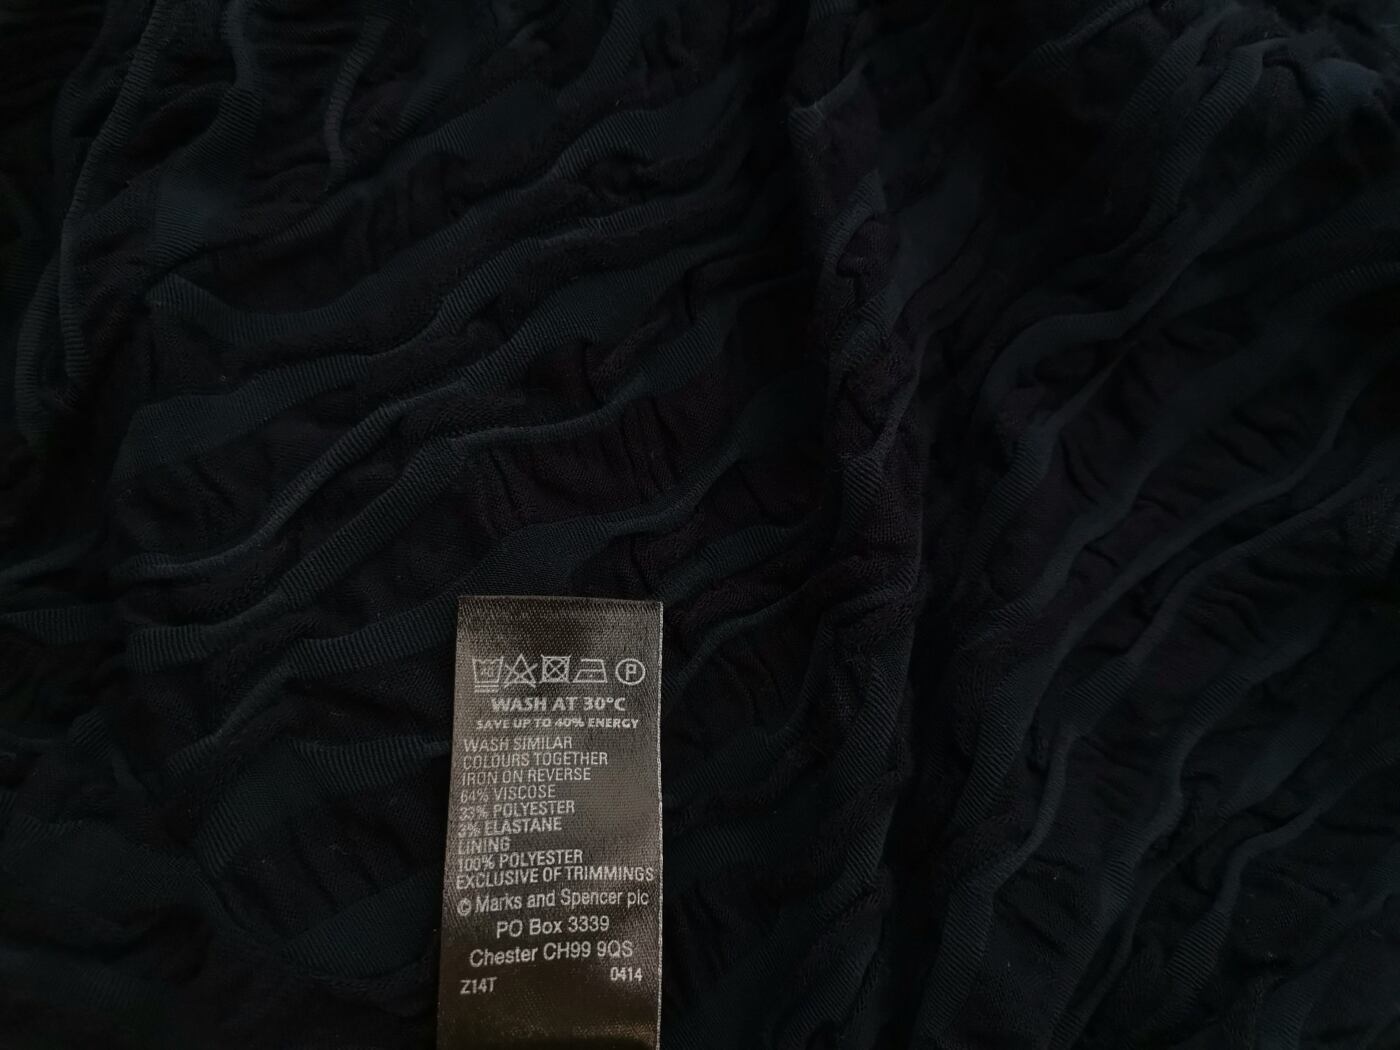 P
WASH AT 30°C
SAVE UP TO 40% ENERGY
WASH SIMILAR
COLOURS TOGETHER
IRON ON REVERSE
64% VISCOSE
33% POLYESTER
3% ELASTANE
LINING
100% POLYESTER
EXCLUSIVE OF TRIMMINGS
© Marks and Spencer plc
PO Box 3339
Chester CH99 9QS
Z14T 0414